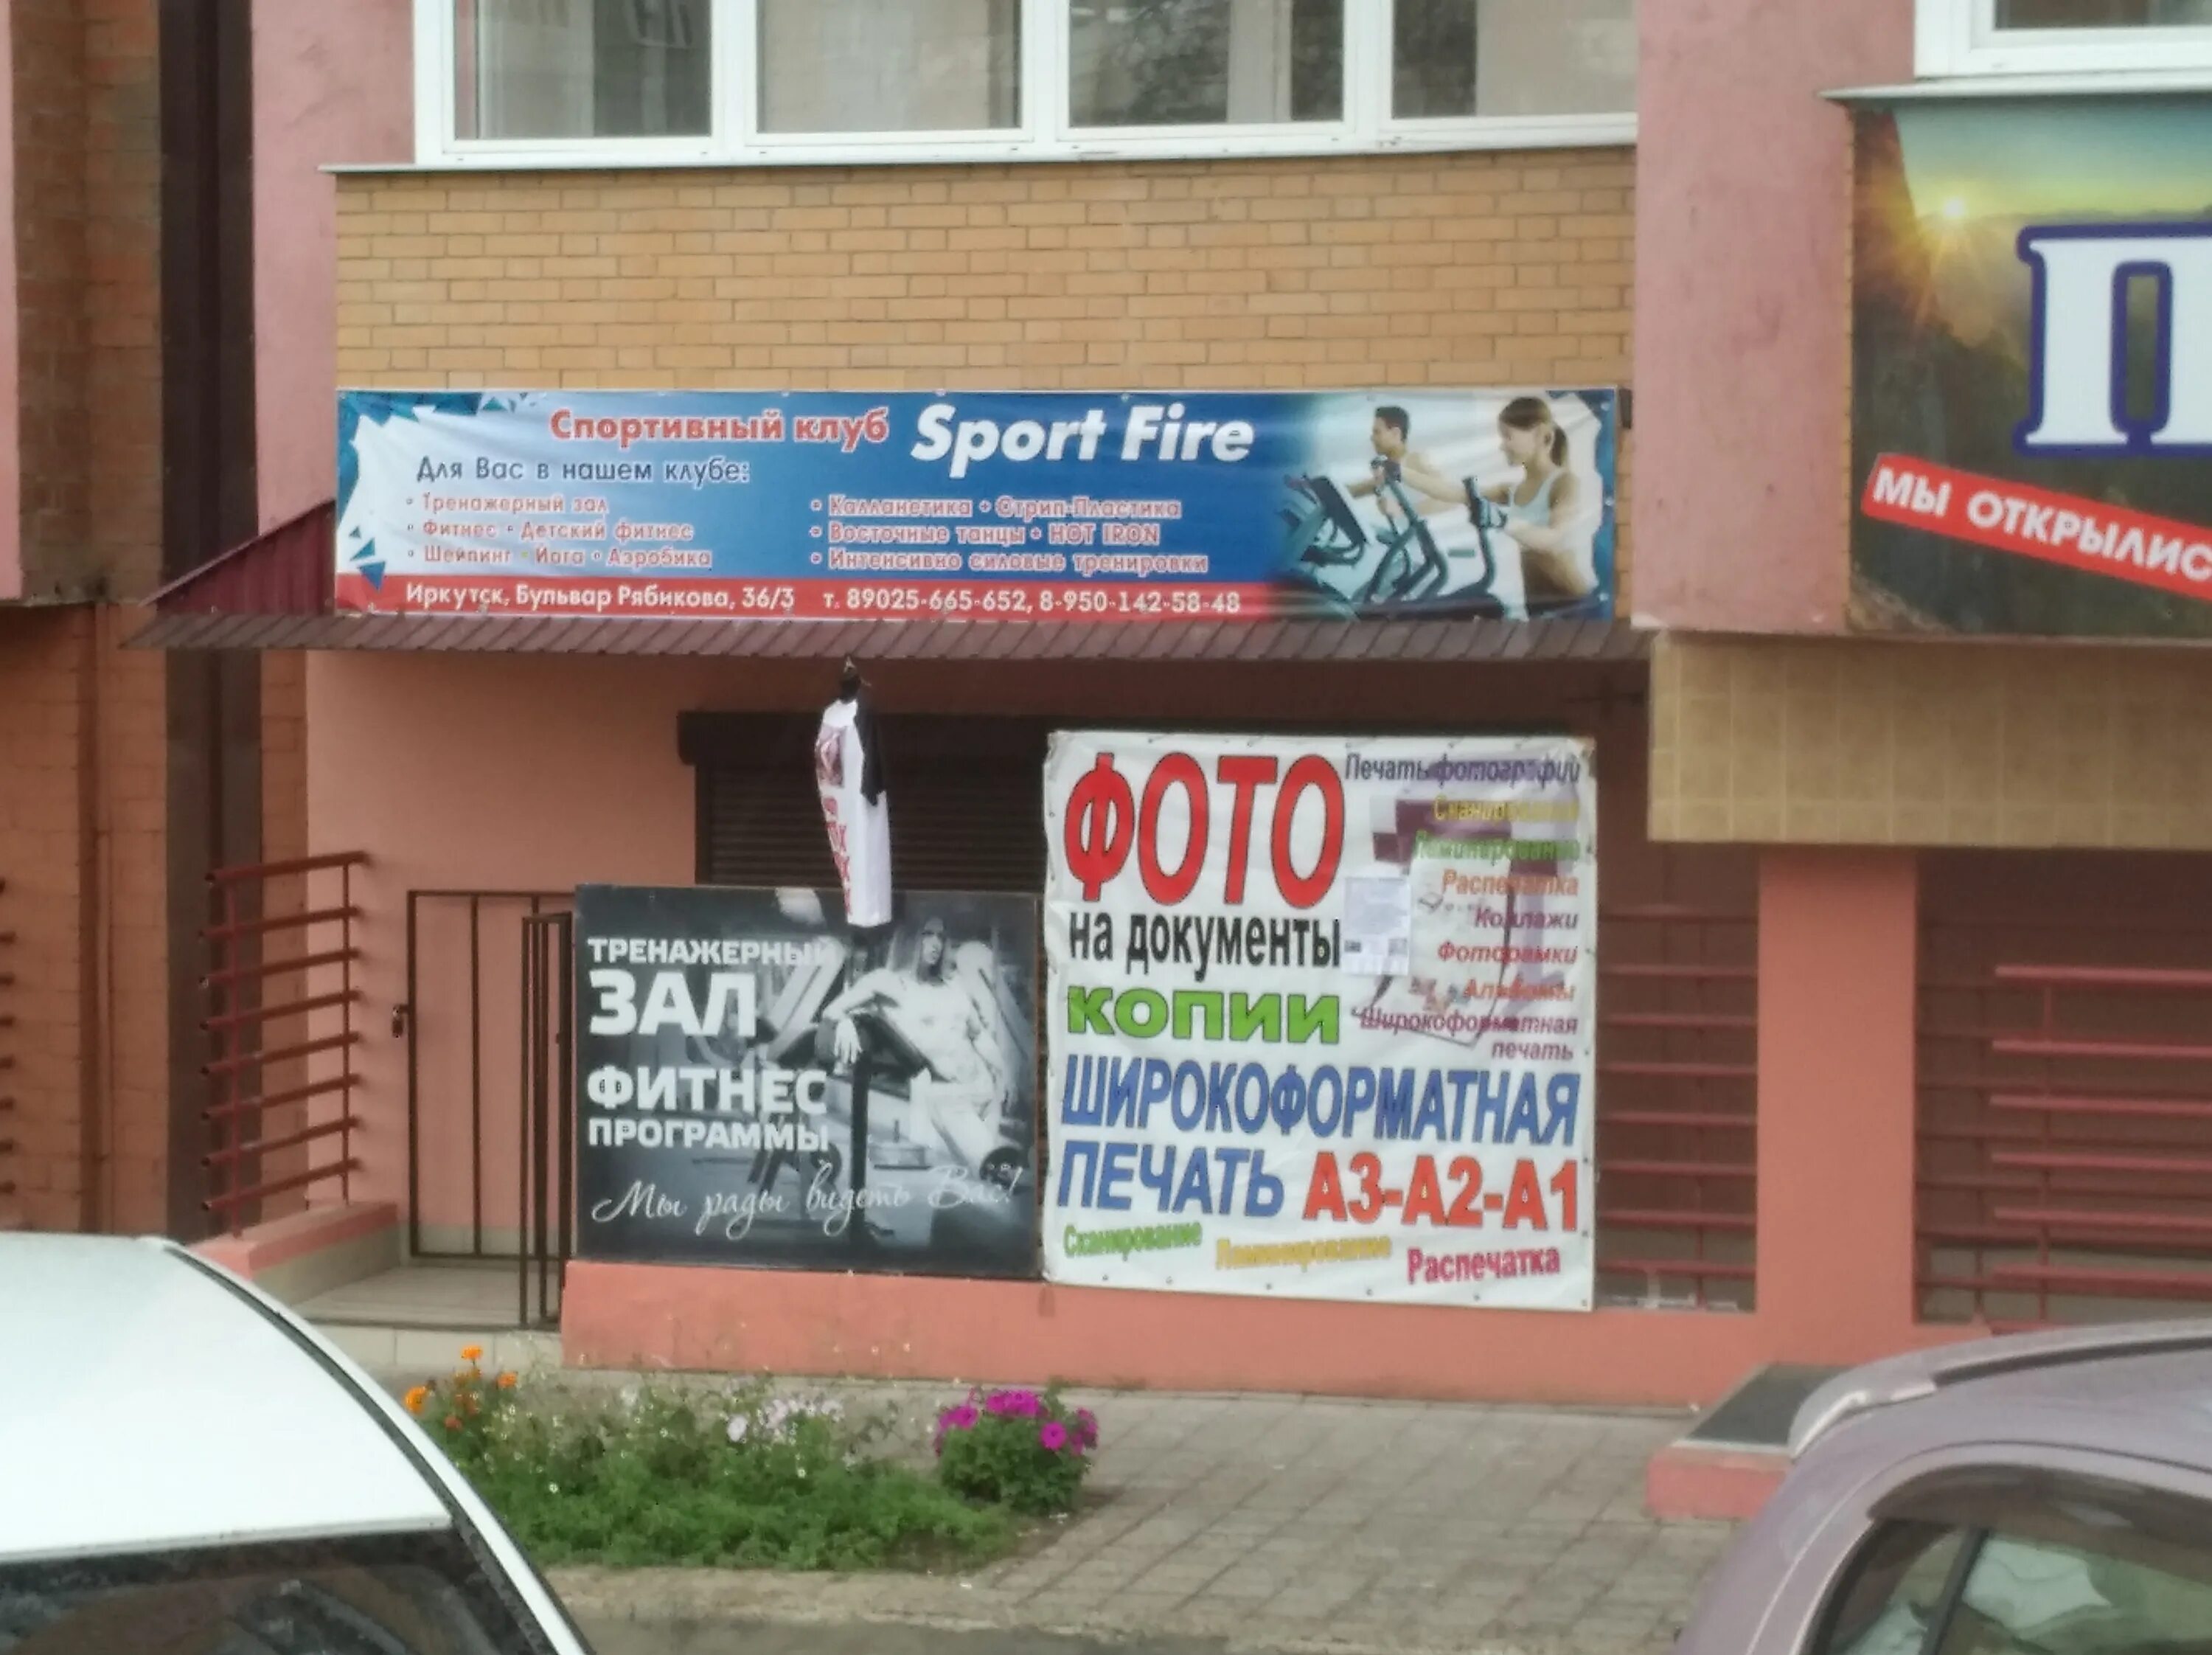 Спортивный клуб Sport Fire
Для Вас в нашем клубе:
• Тренажерный зал
• Фитнес • Детский фитнес
• Шейпинг • Йога • Аэробика
• Калланетика • Стрип-Пластика
• Восточные танцы • HOT IRON
• Интенсивно силовые тренировки
Иркутск, Бульвар Рябикова, 36/3 т. 89025-665-652, 8-950-142-58-48
П
МЫ ОТКРЫЛИС
ТРЕНАЖЕРНЫЙ
ЗАЛ
ФИТНЕС
ПРОГРАММЫ
Мы рады видеть Вас!
ФОТО
на документы
КОПИИ
Печать фотографий
Сканирование
Ламинирование
Распечатка
Коллажи
Фоторамки
Альбомы
Широкоформатная
печать
ШИРОКОФОРМАТНАЯ
ПЕЧАТЬ А3-А2-А1
Сканирование Ламинирование Распечатка